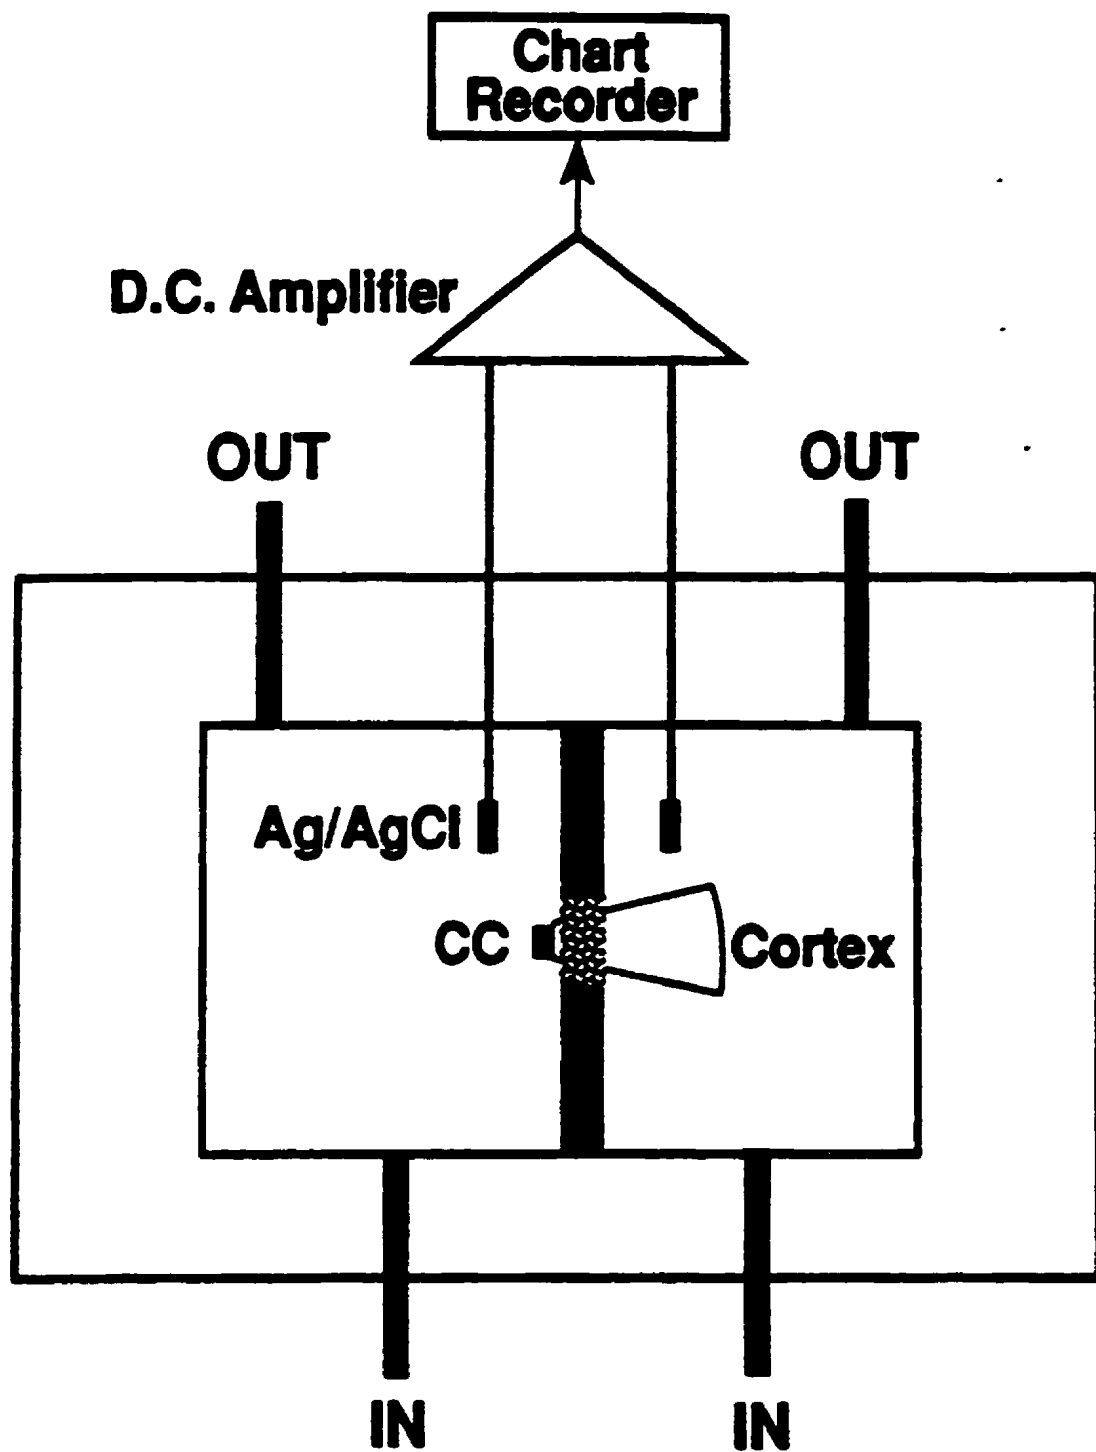 Chart
Recorder
D.C. Amplifier
OUT
OUT
Ag/AgCl
CC
Cortex
IN
IN